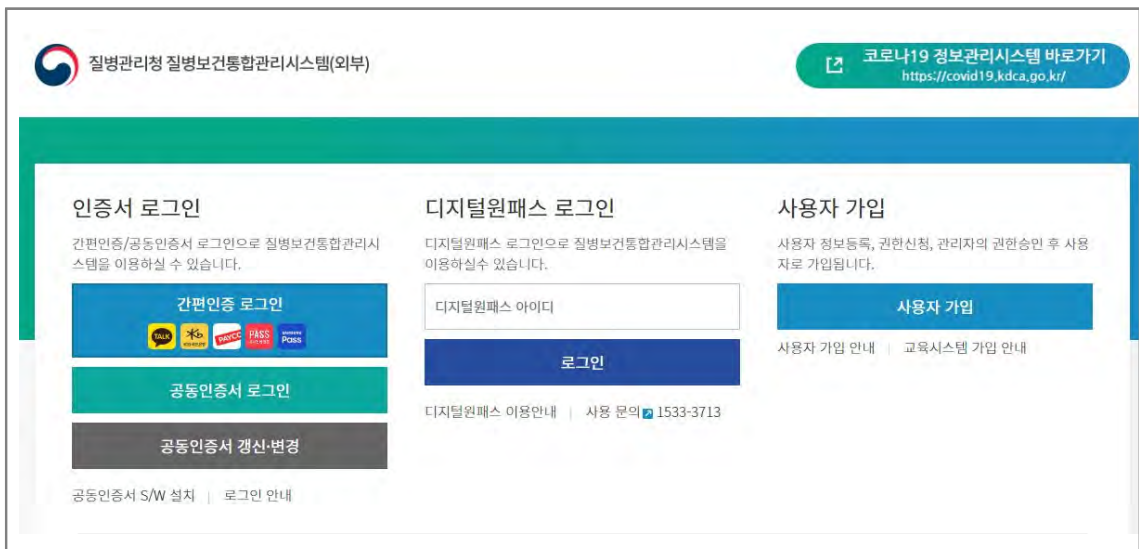 질병관리청 질병보건통합관리시스템(외부)
코로나19 정보관리시스템 바로가기
https://covid19.kdca.go.kr/
인증서 로그인
간편인증/공동인증서 로그인으로 질병보건통합관리시
스템을 이용하실 수 있습니다.
간편인증 로그인
TALK
PAYCO
PASS
Pass
공동인증서 로그인
공동인증서 갱신·변경
공동인증서 S/W 설치 | 로그인 안내
디지털원패스 로그인
디지털원패스 로그인으로 질병보건통합관리시스템을
이용하실수 있습니다.
디지털원패스 아이디
로그인
디지털원패스 이용안내 | 사용 문의 1533-3713
사용자 가입
사용자 정보등록, 권한신청, 관리자의 권한승인 후 사용
자로 가입됩니다.
사용자 가입
사용자 가입 안내 | 교육시스템 가입 안내